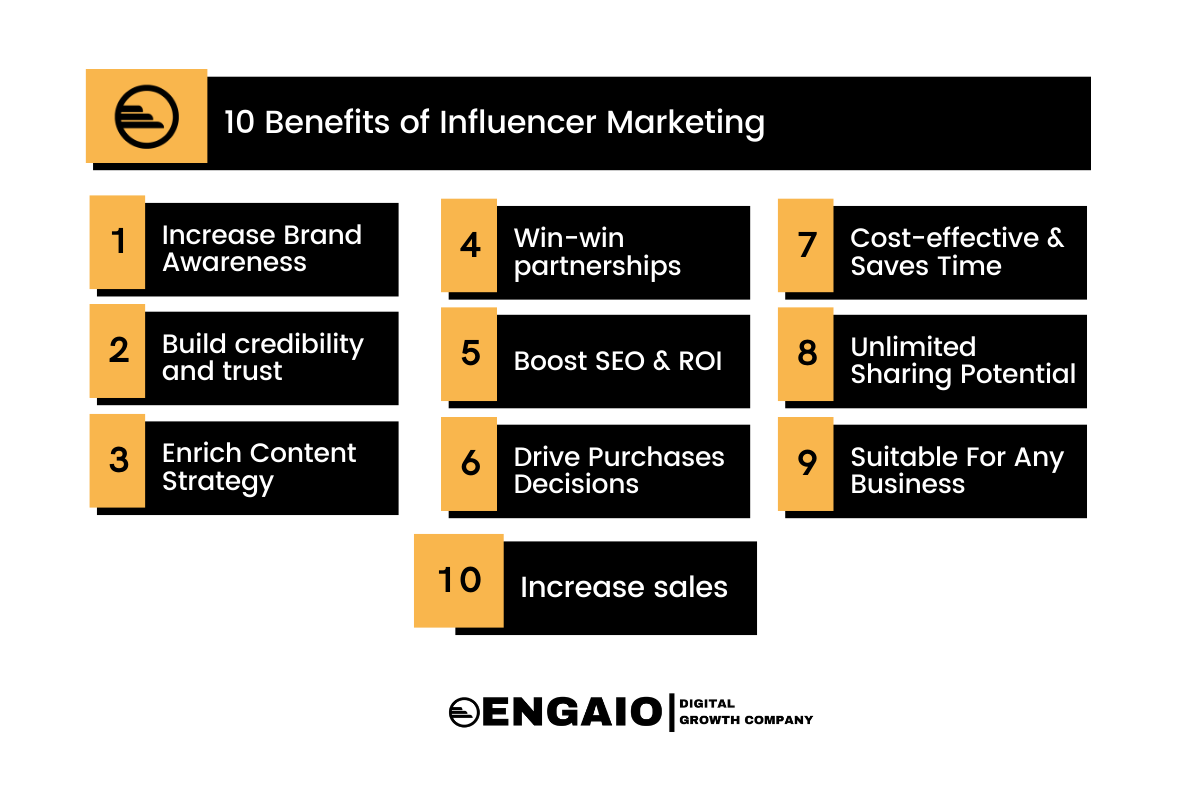 10 Benefits of Influencer Marketing
1
Increase Brand
Awareness
2
Build credibility
and trust
3
Enrich Content
Strategy
4
Win-win
partnerships
5
Boost SEO & ROI
6
Drive Purchases
Decisions
7
Cost-effective &
Saves Time
8
Unlimited
Sharing Potential
9
Suitable For Any
Business
10
Increase sales
ENGAIO
DIGITAL
GROWTH COMPANY